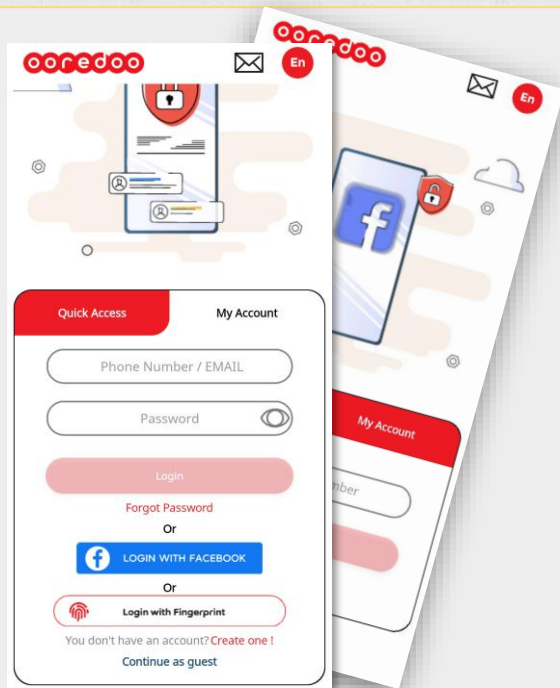 ooredoo
En
Quick Access
My Account
Phone Number / EMAIL
Password
Login
Forgot Password
Or
LOGIN WITH FACEBOOK
Or
Login with Fingerprint
You don't have an account? Create one !
Continue as guest
ooredoo
En
My Account
mber